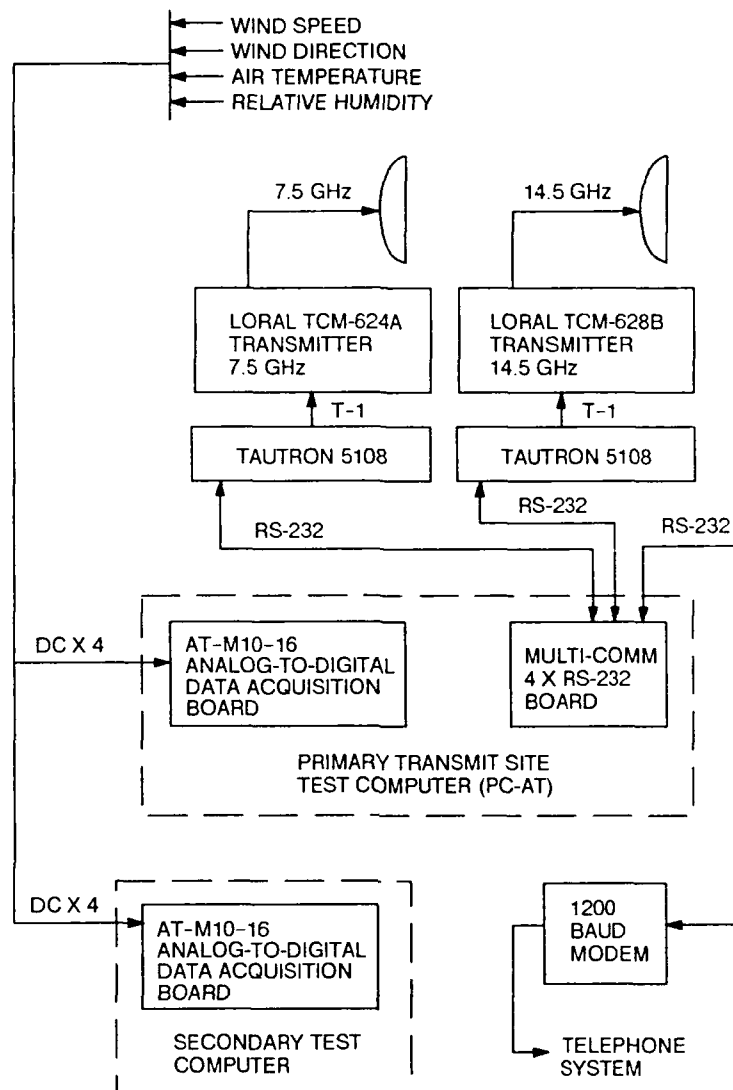 WIND SPEED
WIND DIRECTION
AIR TEMPERATURE
RELATIVE HUMIDITY
7.5 GHz
14.5 GHz
LORAL TCM-624A
TRANSMITTER
7.5 GHz
LORAL TCM-628B
TRANSMITTER
14.5 GHz
T-1
T-1
TAUTRON 5108
TAUTRON 5108
RS-232
RS-232
RS-232
DC X 4
AT-M10-16
ANALOG-TO-DIGITAL
DATA ACQUISITION
BOARD
MULTI-COMM
4 X RS-232
BOARD
PRIMARY TRANSMIT SITE
TEST COMPUTER (PC-AT)
DC X 4
AT-M10-16
ANALOG-TO-DIGITAL
DATA ACQUISITION
BOARD
SECONDARY TEST
COMPUTER
1200
BAUD
MODEM
TELEPHONE
SYSTEM